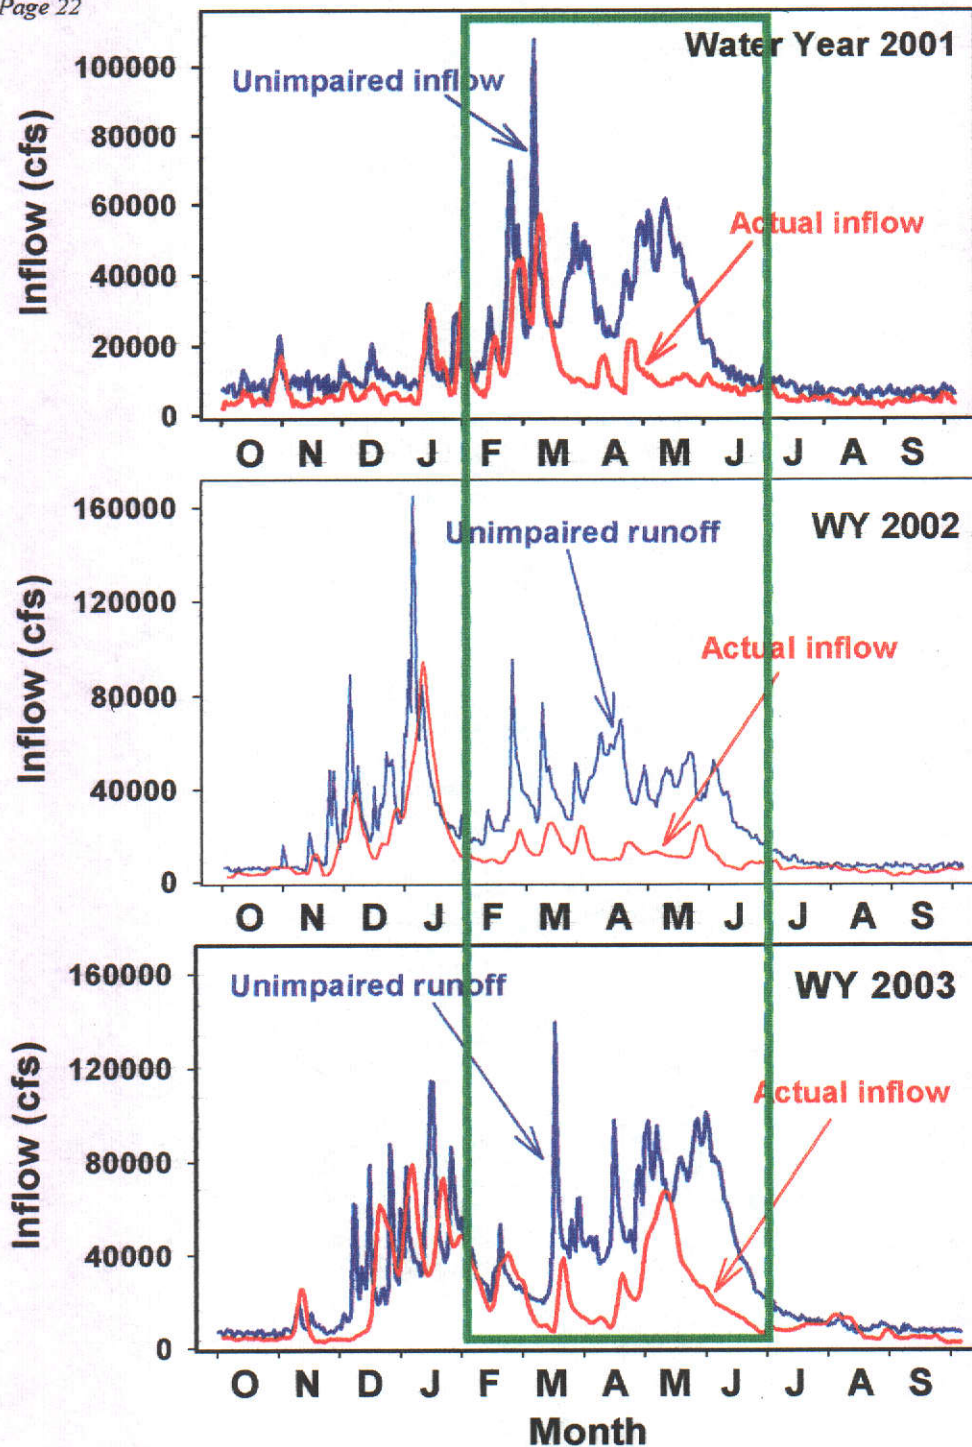 Page 22
Water Year 2001
Unimpaired inflow
Actual inflow
Inflow (cfs)
100000
80000
60000
40000
20000
0
O N D J F M A M J J A S
WY 2002
Unimpaired runoff
Actual inflow
Inflow (cfs)
160000
120000
80000
40000
0
O N D J F M A M J J A S
WY 2003
Unimpaired runoff
Actual inflow
Inflow (cfs)
160000
120000
80000
40000
0
O N D J F M A M J J A S
Month